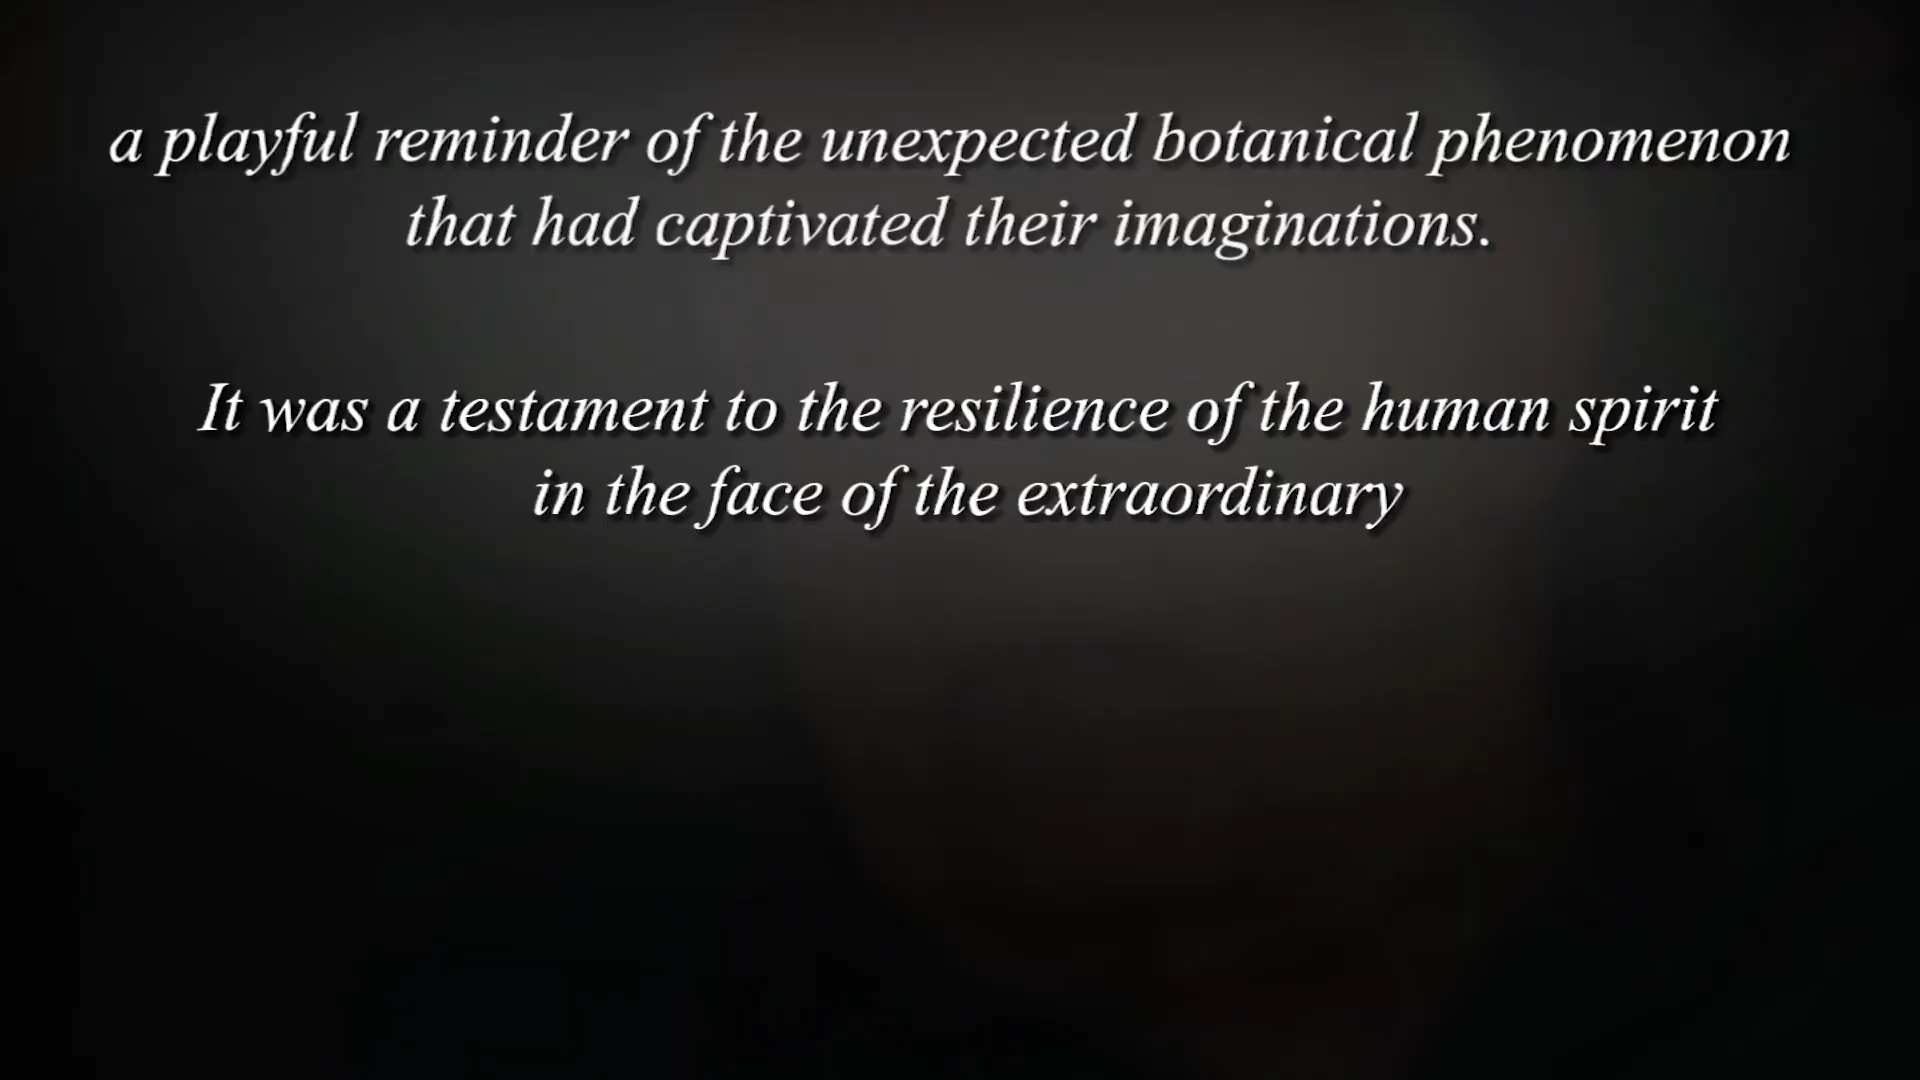 a playful reminder of the unexpected botanical phenomenon
that had captivated their imaginations.
It was a testament to the resilience of the human spirit
in the face of the extraordinary